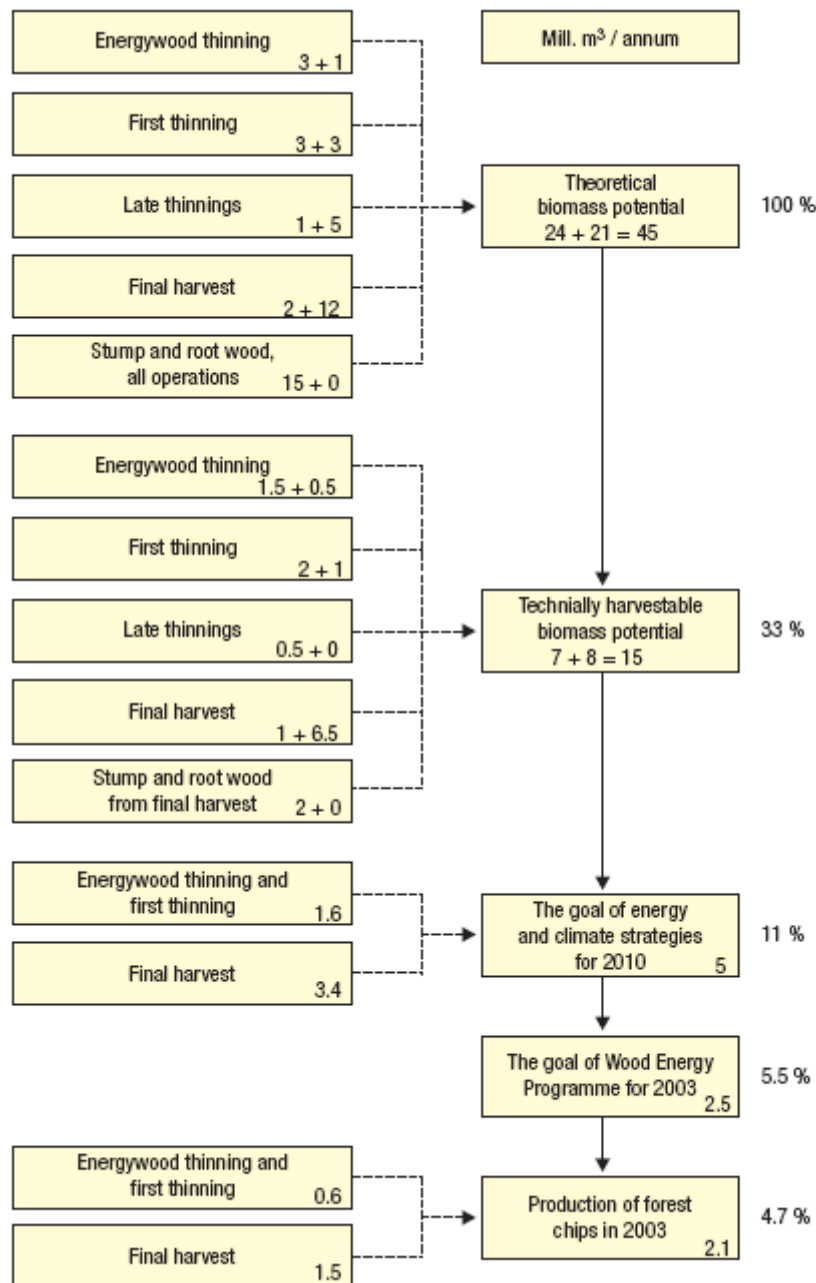 Energywood thinning
3 + 1
First thinning
3 + 3
Late thinnings
1 + 5
Final harvest
2 + 12
Stump and root wood,
all operations
15 + 0
Mill. m³ / annum
Theoretical
biomass potential
24 + 21 = 45
100 %
Energywood thinning
1.5 + 0.5
First thinning
2 + 1
Late thinnings
0.5 + 0
Final harvest
1 + 6.5
Stump and root wood
from final harvest
2 + 0
Technially harvestable
biomass potential
7 + 8 = 15
33 %
Energywood thinning and
first thinning
1.6
Final harvest
3.4
The goal of energy
and climate strategies
for 2010
5
11 %
The goal of Wood Energy
Programme for 2003
2.5
5.5 %
Energywood thinning and
first thinning
0.6
Final harvest
1.5
Production of forest
chips in 2003
2.1
4.7 %